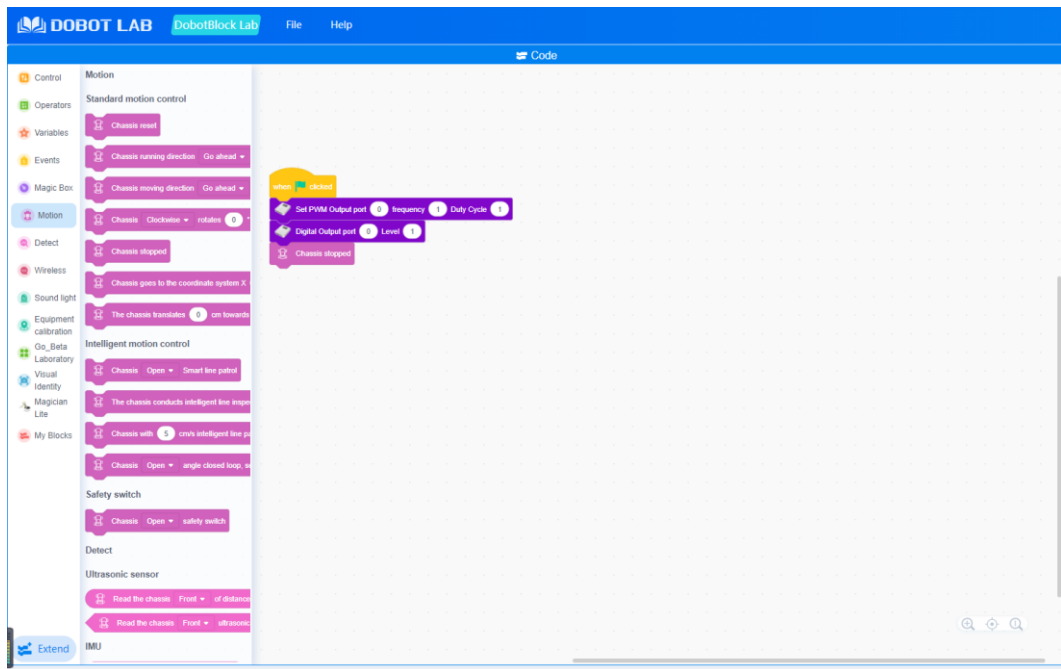 DOBOT LAB DobotBlock Lab File Help
Code
Control
Operators
Variables
Events
Magic Box
Motion
Detect
Wireless
Sound light
Equipment
calibration
Go_Beta
Laboratory
Visual
Identity
Magician
Lite
My Blocks
Extend
Motion
Standard motion control
Chassis reset
Chassis running direction Go ahead
Chassis moving direction Go ahead
Chassis Clockwise rotates 0 °
Chassis stopped
Chassis goes to the coordinate system X
The chassis translates 0 cm towards
Intelligent motion control
Chassis Open Smart line patrol
The chassis conducts intelligent line inspe
Chassis with 5 cm/s intelligent line pa
Chassis Open angle closed loop, s
Safety switch
Chassis Open safety switch
Detect
Ultrasonic sensor
Read the chassis Front of distance
Read the chassis Front ultrasonic
IMU
when clicked
Set PWM Output port 0 frequency 1 Duty Cycle 1
Digital Output port 0 Level 1
Chassis stopped